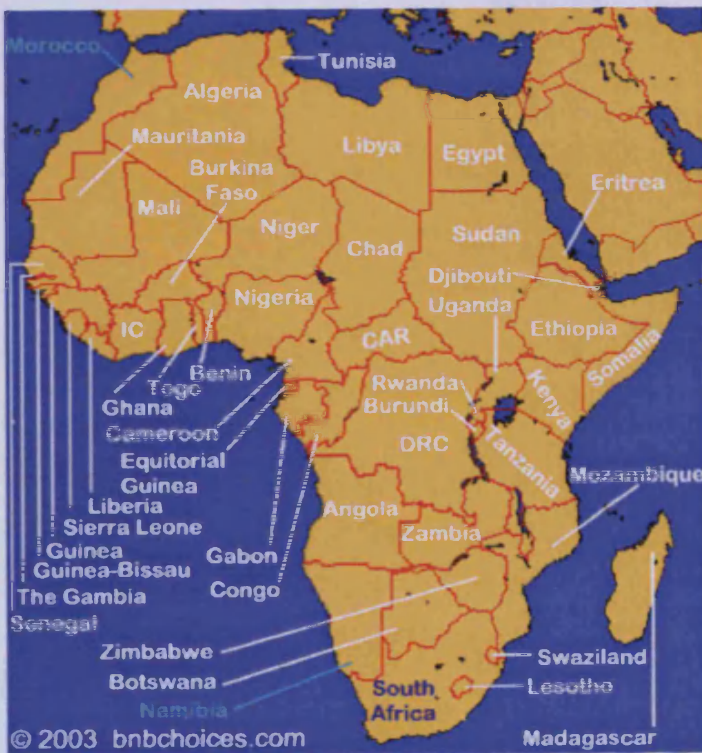 Morocco
Tunisia
Algeria
Mauritania
Libya
Egypt
Burkina
Faso
Mali
Eritrea
Niger
Chad
Sudan
Djibouti
Nigeria
Uganda
IC
CAR
Ethiopia
Somalia
Benin
Togo
Ghana
Rwanda
Kenya
Burundi
Cameroon
DRC
Tanzania
Equitorial
Guinea
Mozambique
Liberia
Angola
Sierra Leone
Zambia
Guinea
Gabon
Guinea-Bissau
Congo
The Gambia
Senegal
Zimbabwe
Swaziland
Botswana
Lesotho
Namibia
South
Africa
© 2003 bnbchoices.com
Madagascar